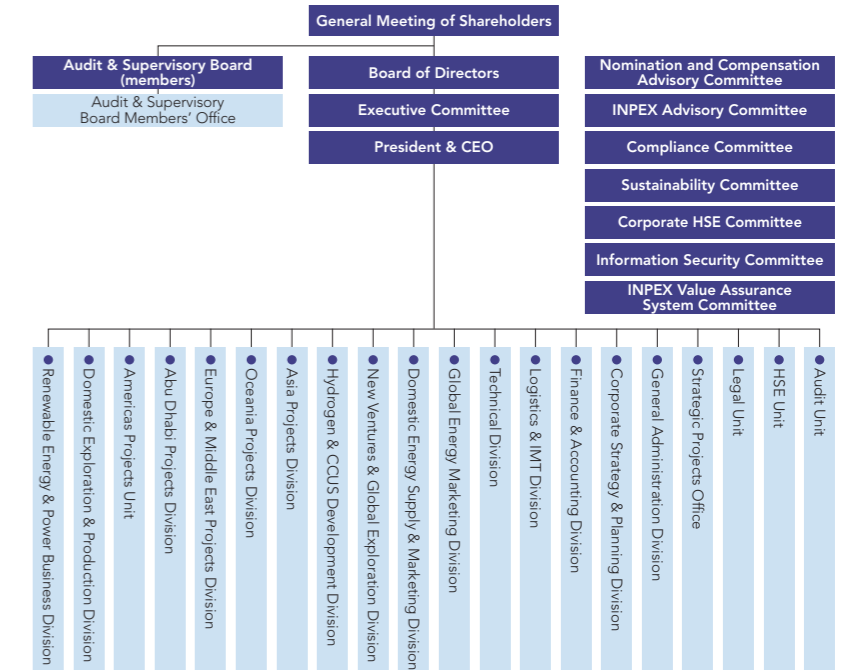 General Meeting of Shareholders
Audit & Supervisory Board
(members)
Audit & Supervisory
Board Members’ Office
Board of Directors
Executive Committee
President & CEO
Nomination and Compensation
Advisory Committee
INPEX Advisory Committee
Compliance Committee
Sustainability Committee
Corporate HSE Committee
Information Security Committee
INPEX Value Assurance
System Committee
Renewable Energy & Power Business Division
Domestic Exploration & Production Division
Americas Projects Unit
Abu Dhabi Projects Division
Europe & Middle East Projects Division
Oceania Projects Division
Asia Projects Division
Hydrogen & CCUS Development Division
New Ventures & Global Exploration Division
Domestic Energy Supply & Marketing Division
Global Energy Marketing Division
Technical Division
Logistics & IMT Division
Finance & Accounting Division
Corporate Strategy & Planning Division
General Administration Division
Strategic Projects Office
Legal Unit
HSE Unit
Audit Unit